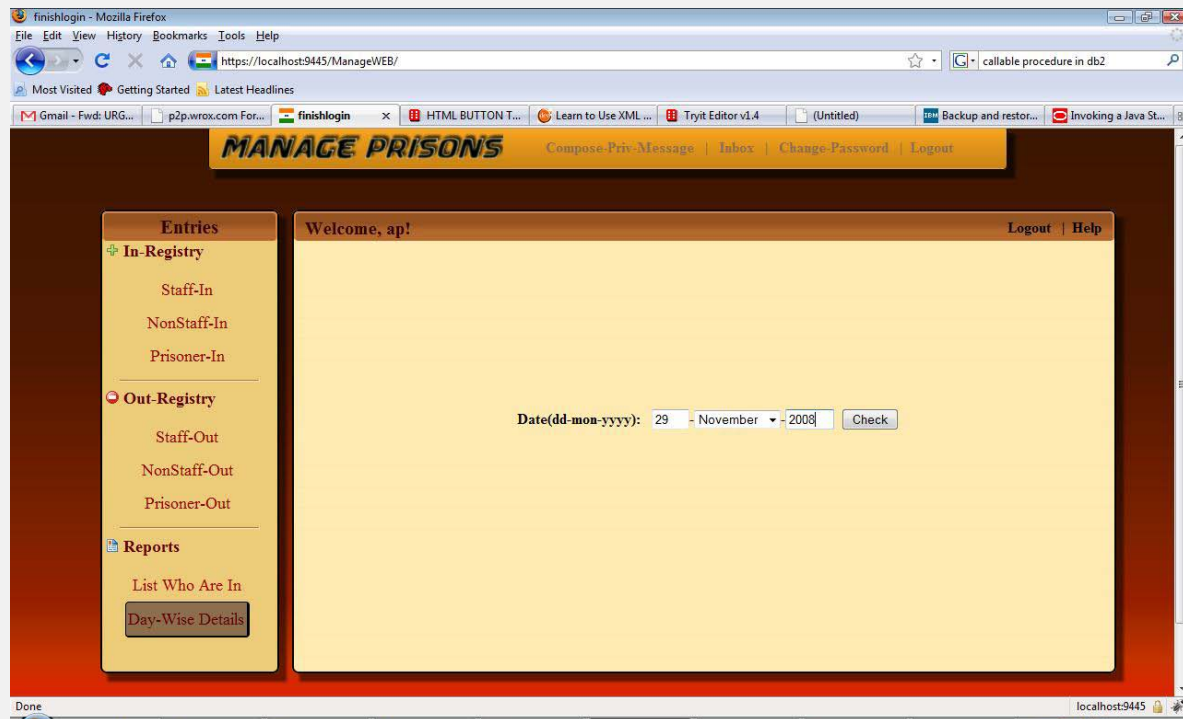 finishlogin - Mozilla Firefox
File Edit View History Bookmarks Tools Help
https://localhost:9445/ManageWEB/
G callable procedure in db2
Most Visited Getting Started Latest Headlines
Gmail - Fwd: URG... p2p.wrox.com For... finishlogin x HTML BUTTON T... Learn to Use XML ... Tryit Editor v1.4 (Untitled) IBM Backup and restor... Invoking a Java St...
MANAGE PRISONS Compose-Priv-Message | Inbox | Change-Password | Logout
Entries
In-Registry
Staff-In
NonStaff-In
Prisoner-In
Out-Registry
Staff-Out
NonStaff-Out
Prisoner-Out
Reports
List Who Are In
Day-Wise Details
Welcome, ap! Logout | Help
Date(dd-mon-yyyy): 29 - November - 2008 Check
Done localhost:9445